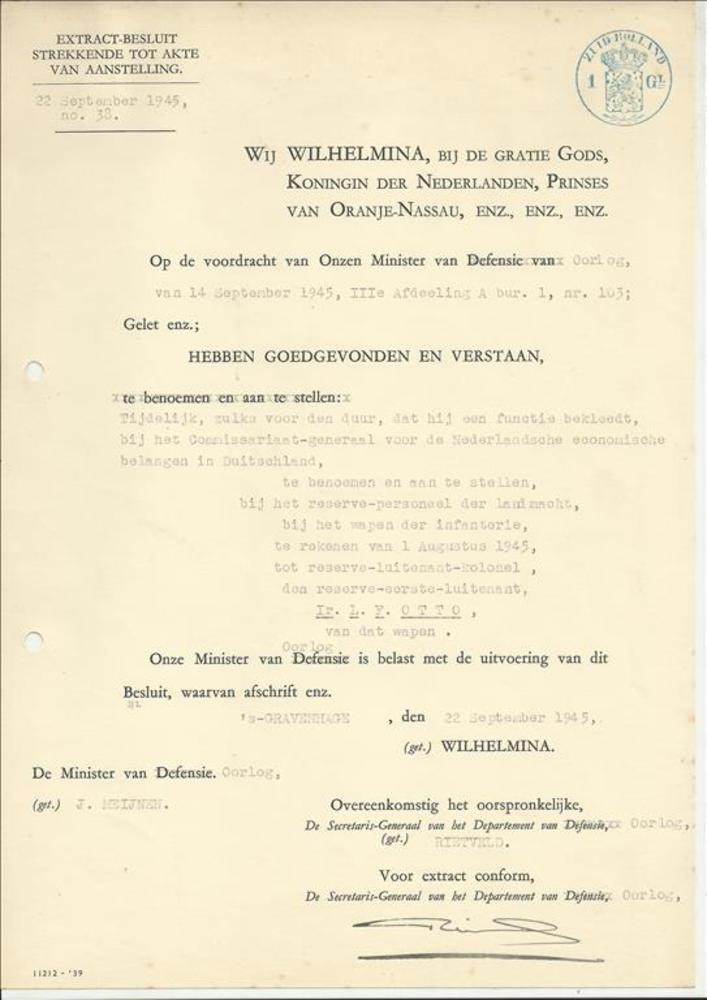 EXTRACT-BESLUIT
STREKKENDE TOT AKTE
VAN AANSTELLING.
22 September 1945,
no. 38.
ZUID HOLLAND
1 GL
WIJ WILHELMINA, BIJ DE GRATIE GODS,
KONINGIN DER NEDERLANDEN, PRINSES
VAN ORANJE-NASSAU, ENZ., ENZ., ENZ.
Op de voordracht van Onzen Minister van Defensie van Oorlog,
van 14 September 1945, IIIe Afdeeling A bur. 1, nr. 103;
Gelet enz.;
HEBBEN GOEDGEVONDEN EN VERSTAAN,
te benoemen en aan te stellen:
Tijdelijk, zulks voor den duur, dat hij een functie bekleedt,
bij het Commissariaat-generaal voor de Nederlandsche economische
belangen in Duitschland,
te benoemen en aan te stellen,
bij het reserve-personeel der landmacht,
bij het wapen der infanterie,
te rekenen van 1 Augustus 1945,
tot reserve-luitenant-kolonel ,
den reserve-eerste-luitenant,
Ir. L. F. OTTO ,
van dat wapen .
Oorlog
Onze Minister van Defensie is belast met de uitvoering van dit
Besluit, waarvan afschrift enz.
's-GRAVENHAGE , den 22 September 1945,
(get.) WILHELMINA.
De Minister van Defensie. Oorlog,
(get.) J. MEIJNEN.
Overeenkomstig het oorspronkelijke,
De Secretaris-Generaal van het Departement van Defensie, Oorlog,
(get.) RIETVELD.
Voor extract conform,
De Secretaris-Generaal van het Departement van Defensie, Oorlog,
11212 - '39